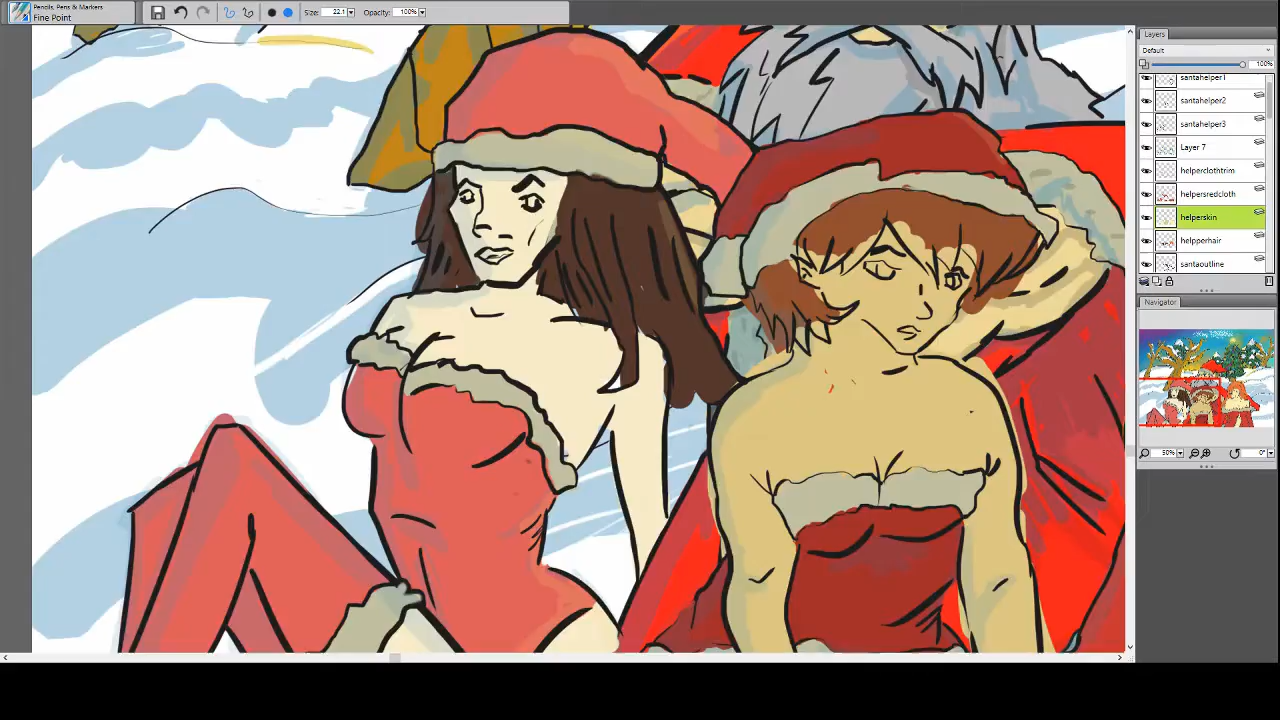 Pencils, Pens & Markers
Fine Point
Size: 22.1
Opacity: 100%
Layers
Default
100%
santahelper1
santahelper2
santahelper3
Layer 7
helperclothtrim
helpersredcloth
helperskin
helpperhair
santaoutline
Navigator
50%
0°